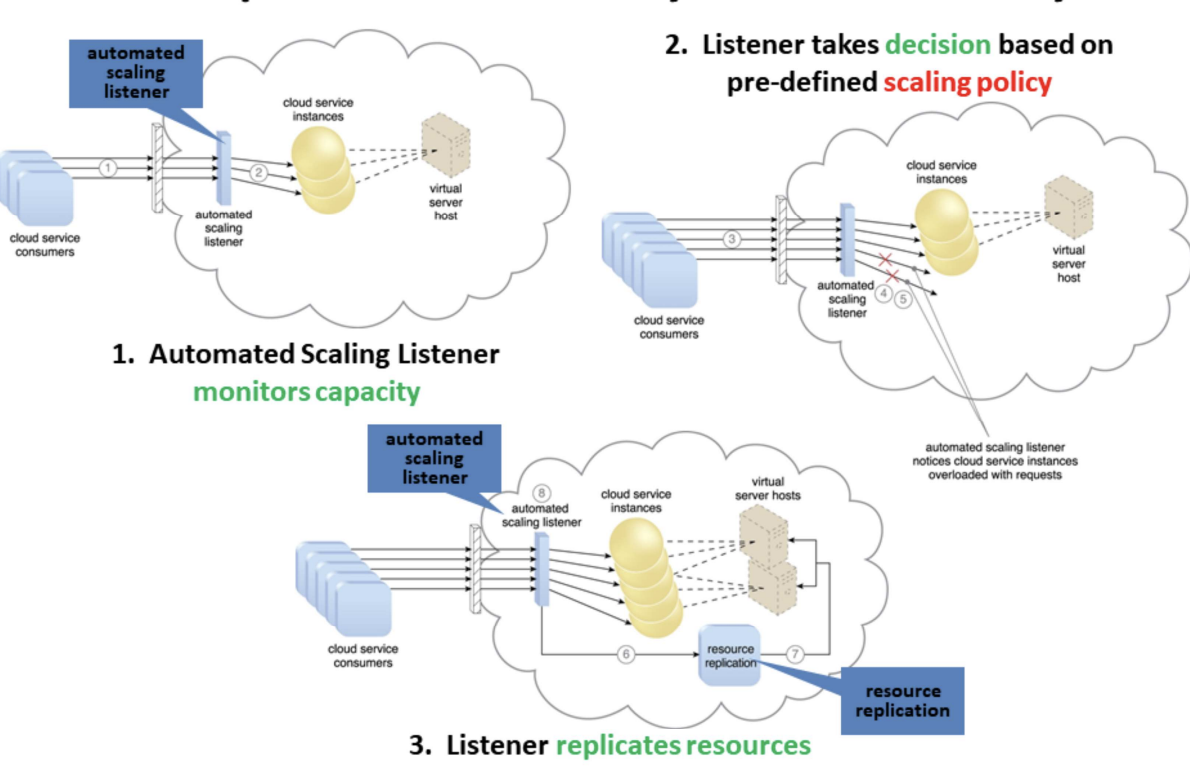 automated
scaling
listener
cloud service
instances
1
2
automated
scaling
listener
virtual
server
host
cloud service
consumers
1. Automated Scaling Listener
monitors capacity
2. Listener takes decision based on
pre-defined scaling policy
cloud service
instances
3
automated
scaling
listener
4
5
virtual
server
host
cloud service
consumers
automated scaling listener
notices cloud service instances
overloaded with requests
automated
scaling
listener
8
automated
scaling listener
cloud service
instances
virtual
server hosts
cloud service
consumers
6
resource
replication
7
resource
replication
3. Listener replicates resources